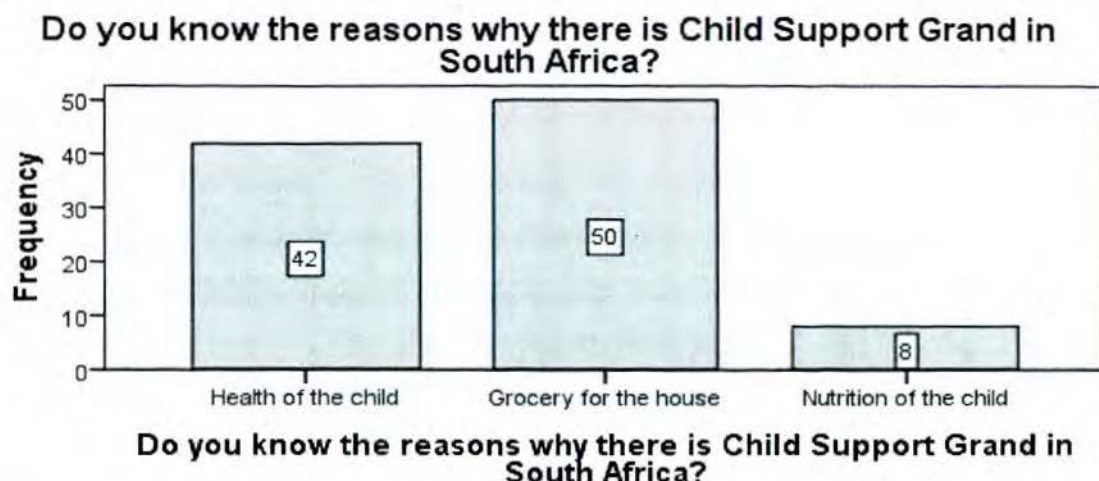 Do you know the reasons why there is Child Support Grand in
South Africa?
50
40
30
20
10
0
Frequency
42
50
8
Health of the child
Grocery for the house
Nutrition of the child
Do you know the reasons why there is Child Support Grand in
South Africa?